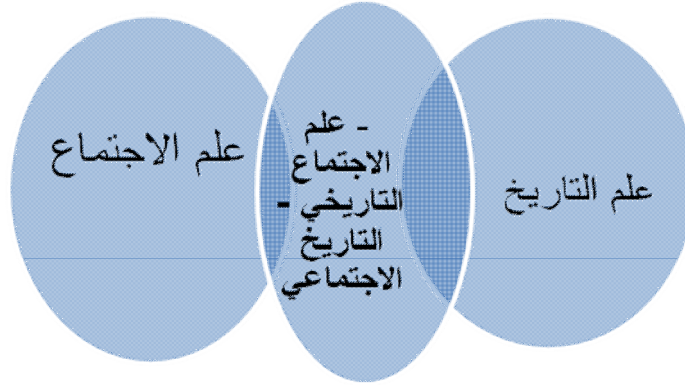 علم التاريخ
- علم
الاجتماع
التاريخي -
التاريخ
الاجتماعي
علم الاجتماع